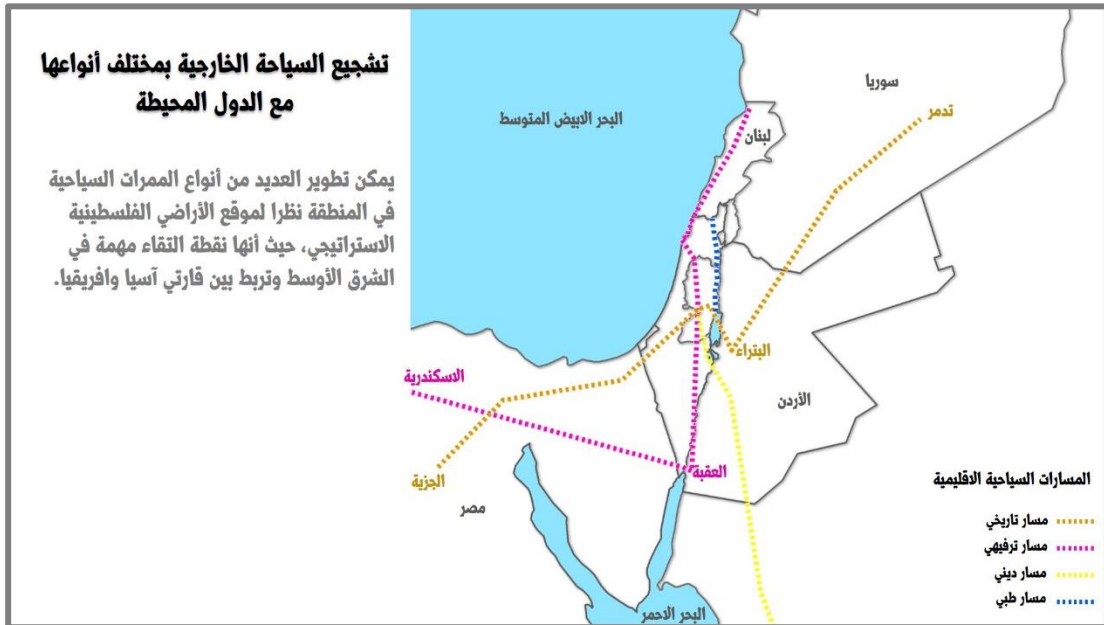 تشجيع السياحة الخارجية بمختلف أنواعها
مع الدول المحيطة
يمكن تطوير العديد من أنواع الممرات السياحية
في المنطقة نظرا لموقع الأراضي الفلسطينية
الاستراتيجي، حيث أنها نقطة التقاء مهمة في
الشرق الأوسط وتربط بين قارتي آسيا وافريقيا.
سوريا
تدمر
البحر الابيض المتوسط
لبنان
البتراء
الاسكندرية
الأردن
العقبة
الجزية
مصر
البحر الاحمر
المسارات السياحية الاقليمية
مسار تاريخي
مسار ترفيهي
مسار ديني
مسار طبي